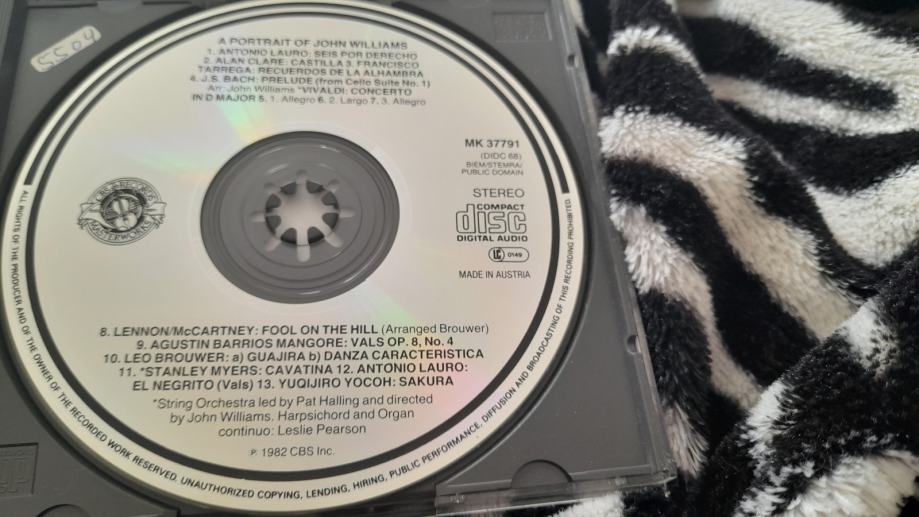 5504
A PORTRAIT OF JOHN WILLIAMS
1. ANTONIO LAURO: SEIS POR DERECHO
2. ALAN CLARE: CASTILLA 3. FRANCISCO
TARREGA: RECUERDOS DE LA ALHAMBRA
4. J.S. BACH: PRELUDE (from Cello Suite No. 1)
Arr: John Williams *VIVALDI: CONCERTO
IN D MAJOR 5. 1. Allegro 6. 2. Largo 7. 3. Allegro
MK 37791
(DIDC 68)
BIEM/STEMRA/
PUBLIC DOMAIN
STEREO
COMPACT
disc
DIGITAL AUDIO
LC 0149
MADE IN AUSTRIA
CBS
MASTERWORKS
8. LENNON/McCARTNEY: FOOL ON THE HILL (Arranged Brouwer)
9. AGUSTIN BARRIOS MANGORE: VALS OP. 8, No. 4
10. LEO BROUWER: a) GUAJIRA b) DANZA CARACTERISTICA
11. *STANLEY MYERS: CAVATINA 12. ANTONIO LAURO:
EL NEGRITO (Vals) 13. YUQIJIRO YOCOH: SAKURA
*String Orchestra led by Pat Halling and directed
by John Williams. Harpsichord and Organ
continuo: Leslie Pearson
℗ 1982 CBS Inc.
ALL RIGHTS OF THE PRODUCER AND OF THE OWNER OF THE RECORDED WORK RESERVED. UNAUTHORIZED COPYING, LENDING, HIRING, PUBLIC PERFORMANCE, DIFFUSION AND BROADCASTING OF THIS RECORDING PROHIBITED.